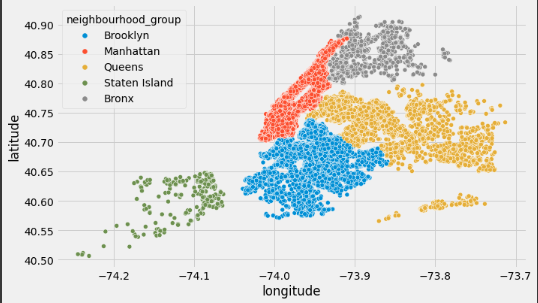 neighbourhood_group
Brooklyn
Manhattan
Queens
Staten Island
Bronx
40.90
40.85
40.80
40.75
40.70
40.65
40.60
40.55
40.50
latitude
−74.2 −74.1 −74.0 −73.9 −73.8 −73.7
longitude